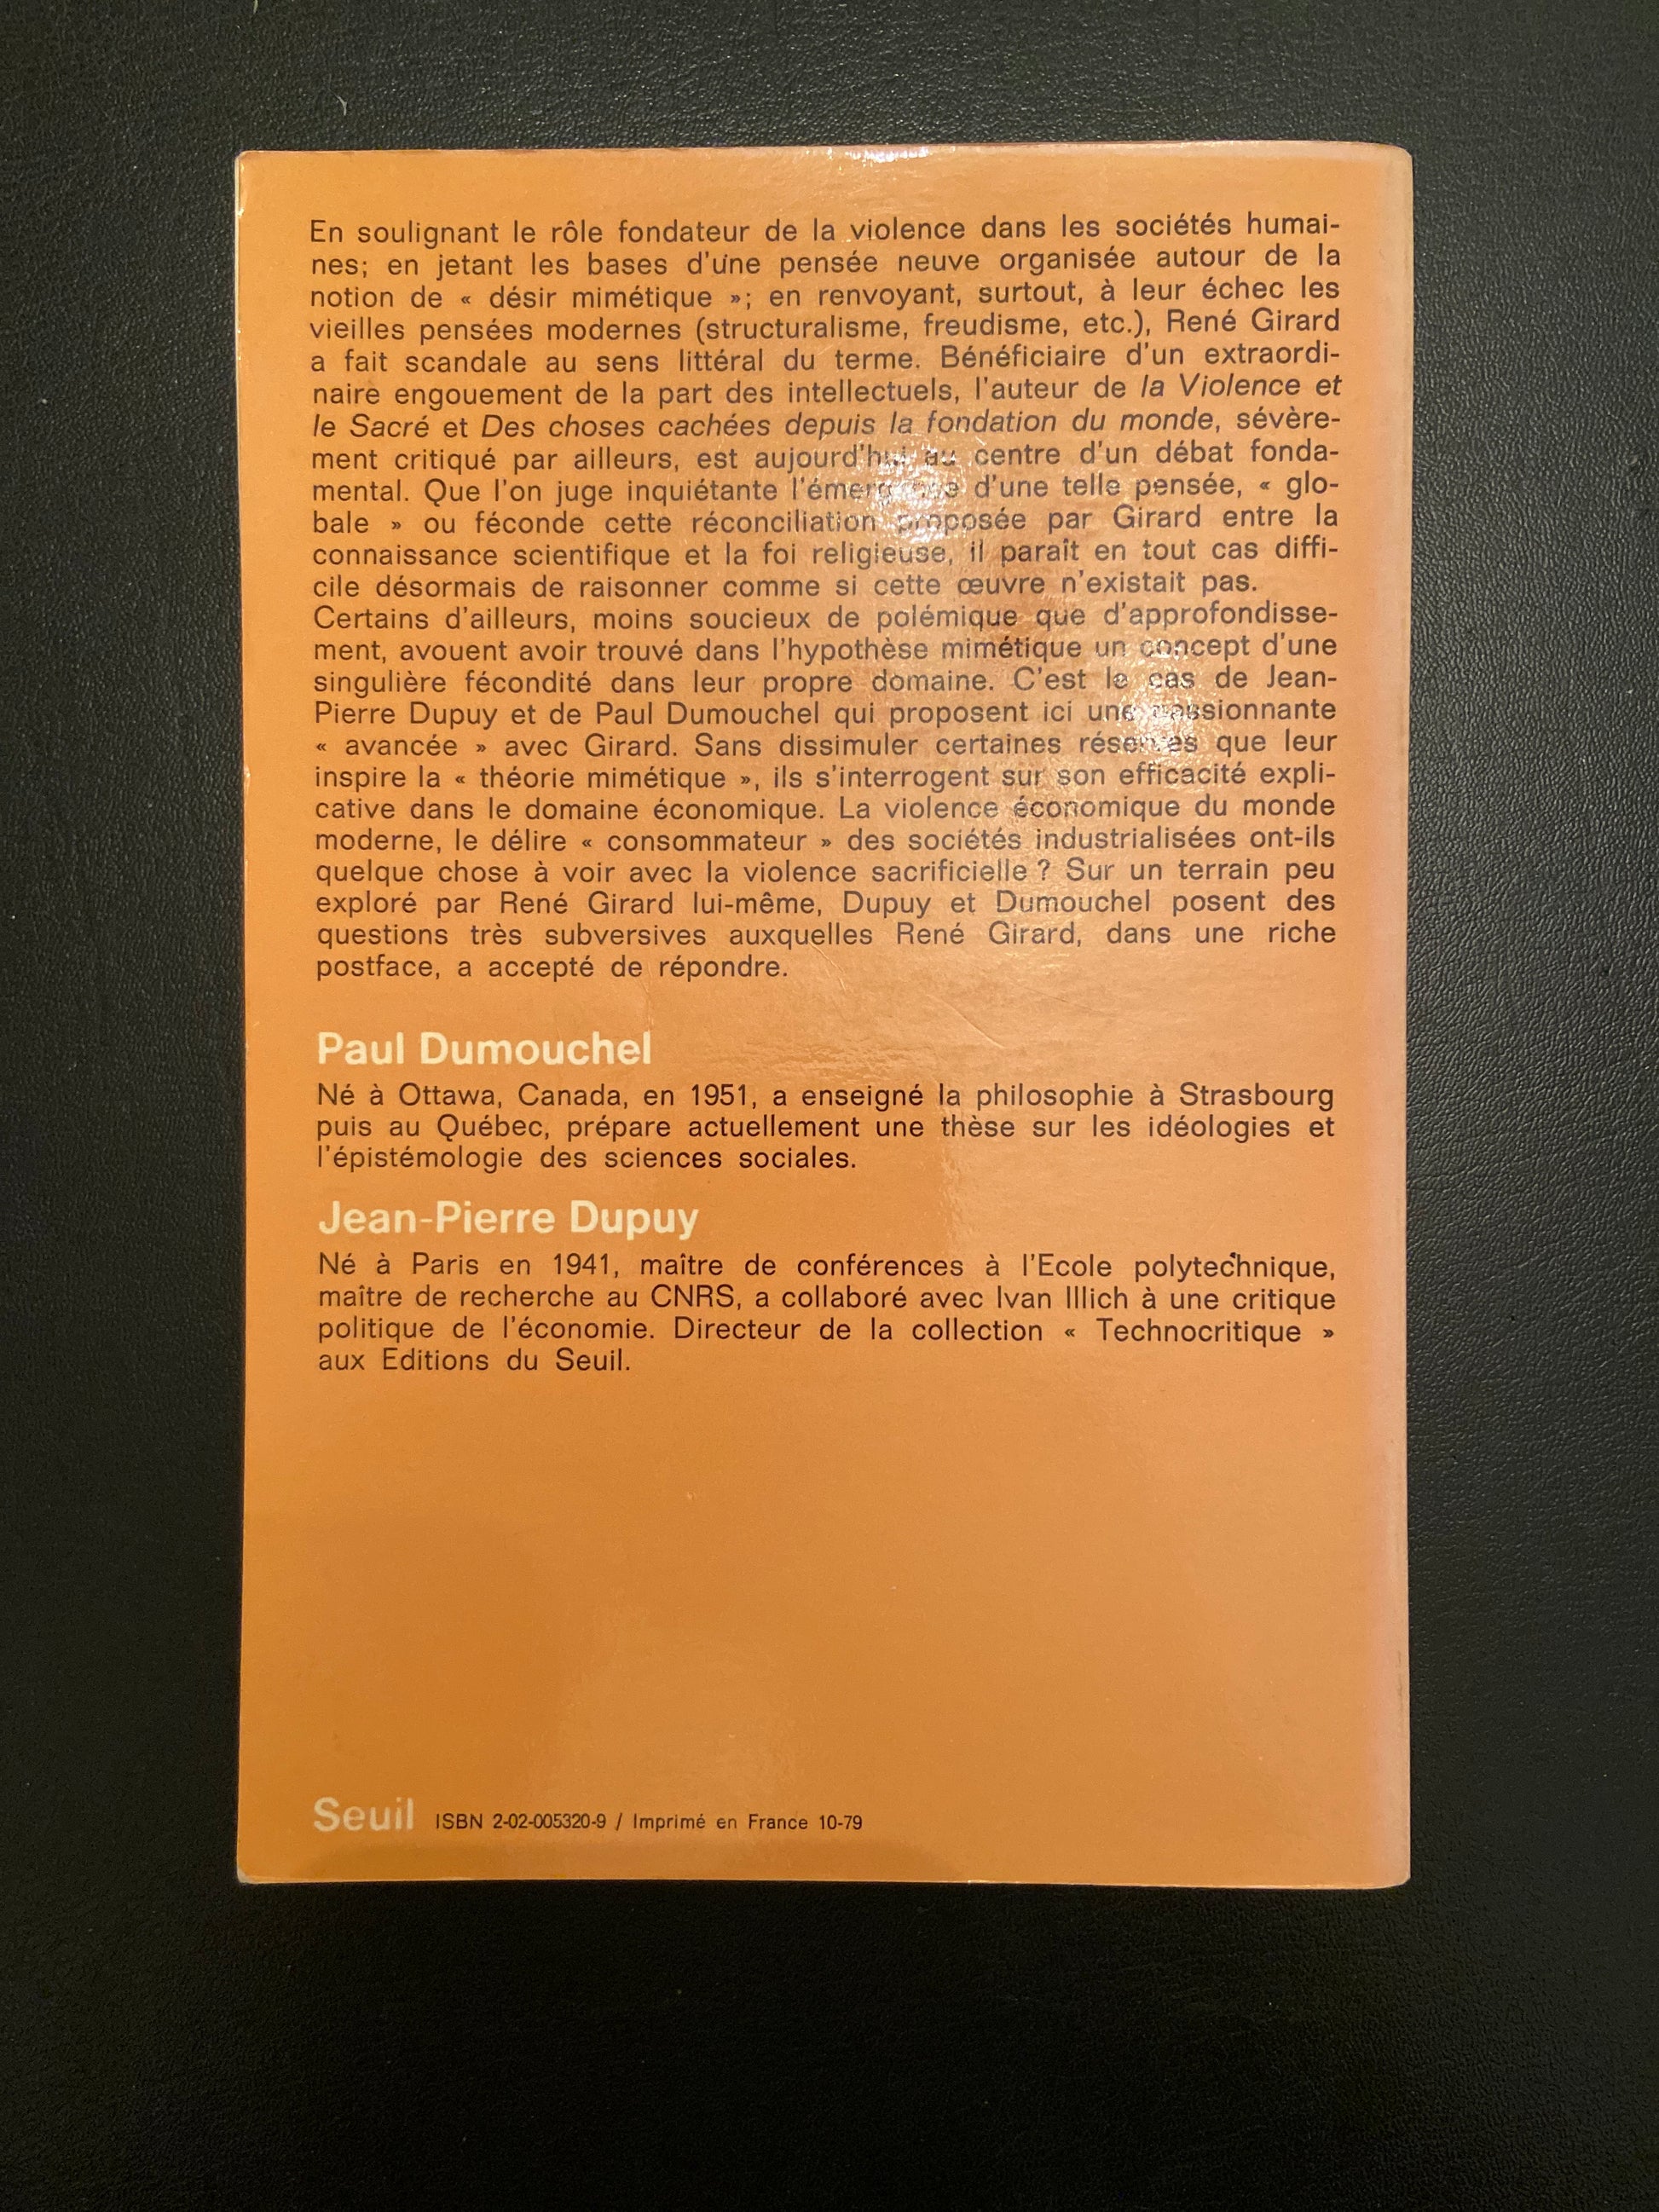 En soulignant le rôle fondateur de la violence dans les sociétés humai-
nes; en jetant les bases d'une pensée neuve organisée autour de la
notion de « désir mimétique »; en renvoyant, surtout, à leur échec les
vieilles pensées modernes (structuralisme, freudisme, etc.), René Girard
a fait scandale au sens littéral du terme. Bénéficiaire d'un extraordi-
naire engouement de la part des intellectuels, l'auteur de la Violence et
le Sacré et Des choses cachées depuis la fondation du monde, sévère-
ment critiqué par ailleurs, est aujourd'hui au centre d'un débat fonda-
mental. Que l'on juge inquiétante l'émergence d'une telle pensée, « glo-
bale » ou féconde cette réconciliation proposée par Girard entre la
connaissance scientifique et la foi religieuse, il paraît en tout cas diffi-
cile désormais de raisonner comme si cette œuvre n'existait pas.
Certains d'ailleurs, moins soucieux de polémique que d'approfondisse-
ment, avouent avoir trouvé dans l'hypothèse mimétique un concept d'une
singulière fécondité dans leur propre domaine. C'est le cas de Jean-
Pierre Dupuy et de Paul Dumouchel qui proposent ici une passionnante
« avancée » avec Girard. Sans dissimuler certaines réserves que leur
inspire la « théorie mimétique », ils s'interrogent sur son efficacité expli-
cative dans le domaine économique. La violence économique du monde
moderne, le délire « consommateur » des sociétés industrialisées ont-ils
quelque chose à voir avec la violence sacrificielle ? Sur un terrain peu
exploré par René Girard lui-même, Dupuy et Dumouchel posent des
questions très subversives auxquelles René Girard, dans une riche
postface, a accepté de répondre.
Paul Dumouchel
Né à Ottawa, Canada, en 1951, a enseigné la philosophie à Strasbourg
puis au Québec, prépare actuellement une thèse sur les idéologies et
l'épistémologie des sciences sociales.
Jean-Pierre Dupuy
Né à Paris en 1941, maître de conférences à l'Ecole polytechnique,
maître de recherche au CNRS, a collaboré avec Ivan Illich à une critique
politique de l'économie. Directeur de la collection « Technocritique »
aux Editions du Seuil.
Seuil ISBN 2-02-005320-9 / Imprimé en France 10-79